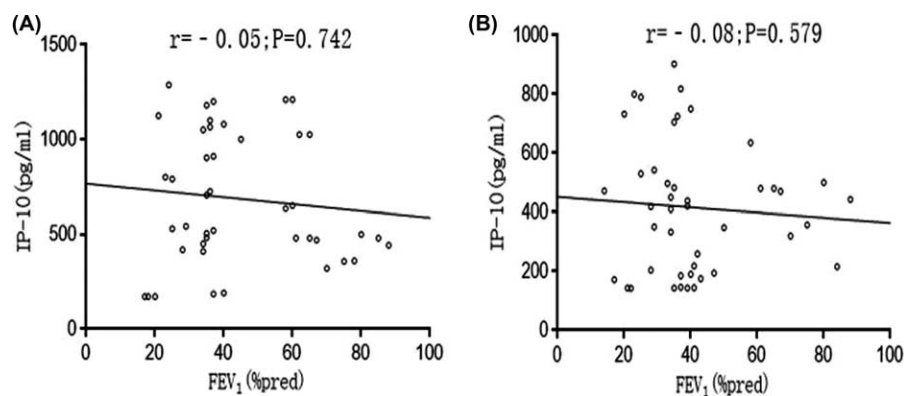 (A)
r= - 0.05;P=0.742
IP-10(pg/ml)
1500
1000
500
0
0 20 40 60 80 100
FEV₁(%pred)
(B)
r= - 0.08;P=0.579
IP-10(pg/ml)
1000
800
600
400
200
0
0 20 40 60 80 100
FEV₁(%pred)